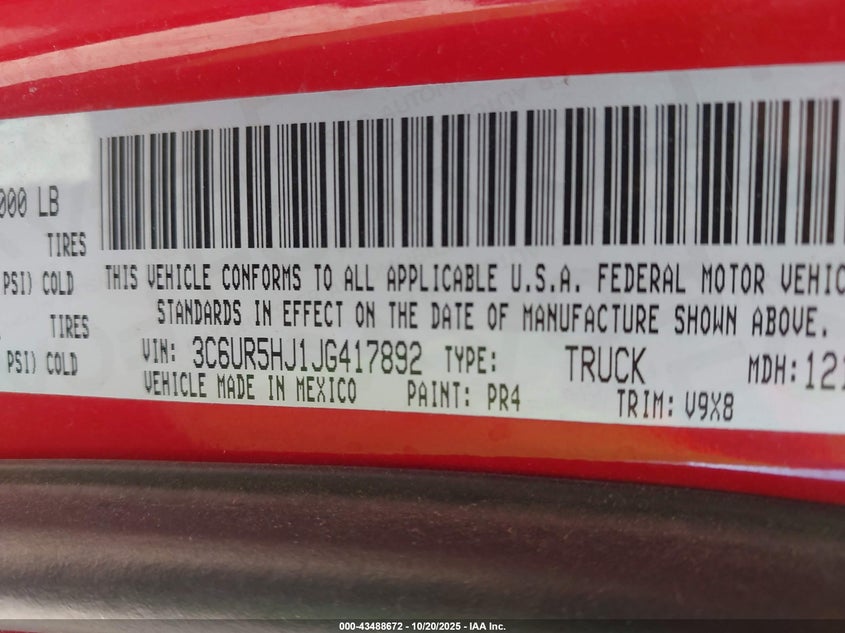 000 LB
TIRES
PSI) COLD
TIRES
PSI) COLD
THIS VEHICLE CONFORMS TO ALL APPLICABLE U.S.A. FEDERAL MOTOR VEHIC
STANDARDS IN EFFECT ON THE DATE OF MANUFACTURE SHOWN ABOVE.
VIN: 3C6UR5HJ1JG417892 TYPE: TRUCK MDH: 121
VEHICLE MADE IN MEXICO PAINT: PR4 TRIM: V9X8
000-43488672 - 10/20/2025 - IAA Inc.